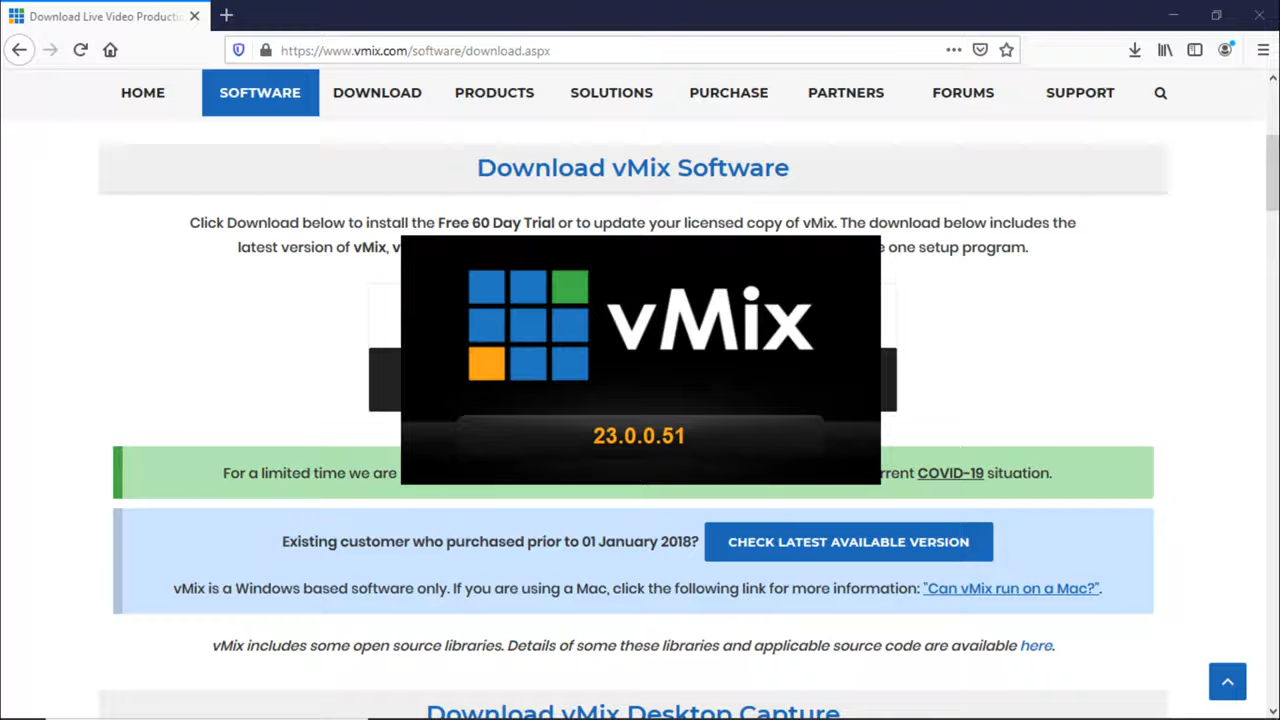 Download Live Video Producti
https://www.vmix.com/software/download.aspx
HOME SOFTWARE DOWNLOAD PRODUCTS SOLUTIONS PURCHASE PARTNERS FORUMS SUPPORT
Download vMix Software
Click Download below to install the Free 60 Day Trial or to update your licensed copy of vMix. The download below includes the
latest version of vMix, v e one setup program.
vMix
23.0.0.51
For a limited time we are rrent COVID-19 situation.
Existing customer who purchased prior to 01 January 2018? CHECK LATEST AVAILABLE VERSION
vMix is a Windows based software only. If you are using a Mac, click the following link for more information: "Can vMix run on a Mac?".
vMix includes some open source libraries. Details of some these libraries and applicable source code are available here.
Download vMix Desktop Capture